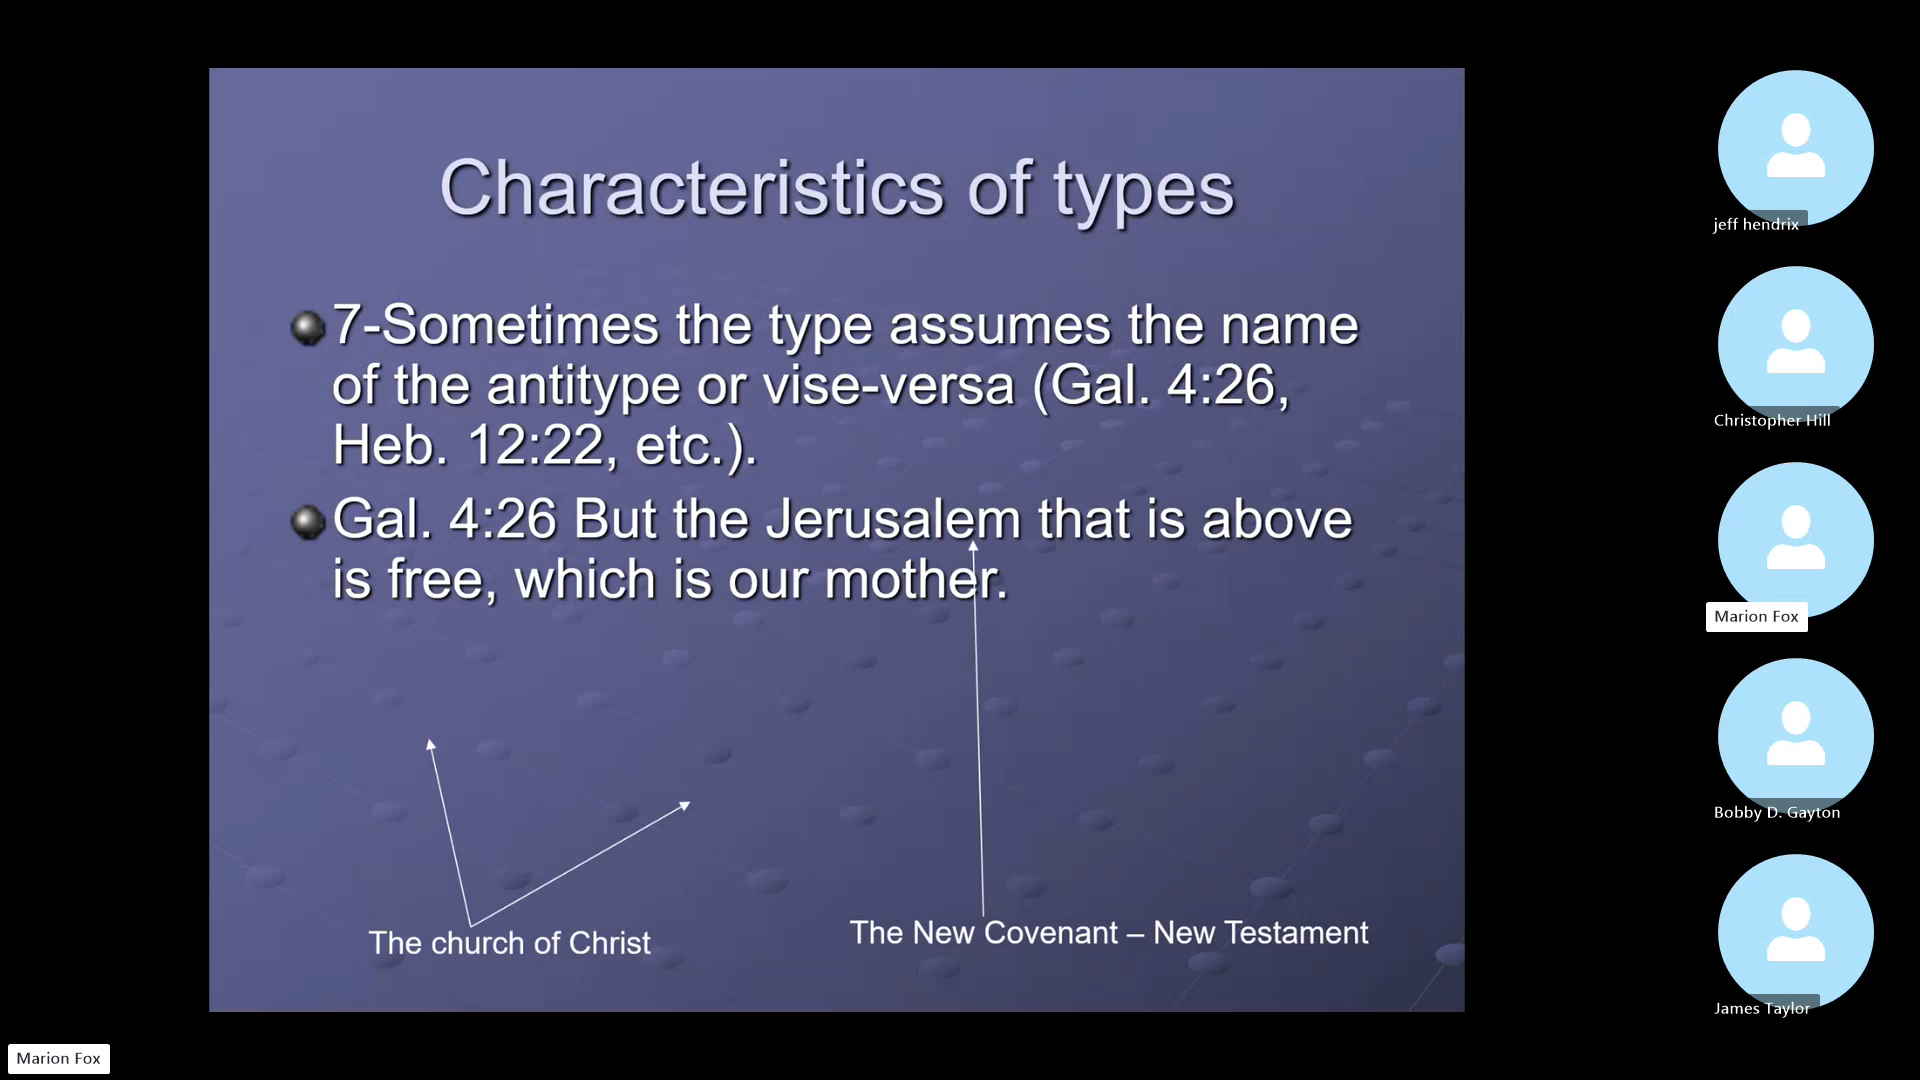 Characteristics of types
7-Sometimes the type assumes the name
of the antitype or vise-versa (Gal. 4:26,
Heb. 12:22, etc.).
Gal. 4:26 But the Jerusalem that is above
is free, which is our mother.
The church of Christ
The New Covenant – New Testament
jeff hendrix
Christopher Hill
Marion Fox
Bobby D. Gayton
James Taylor
Marion Fox